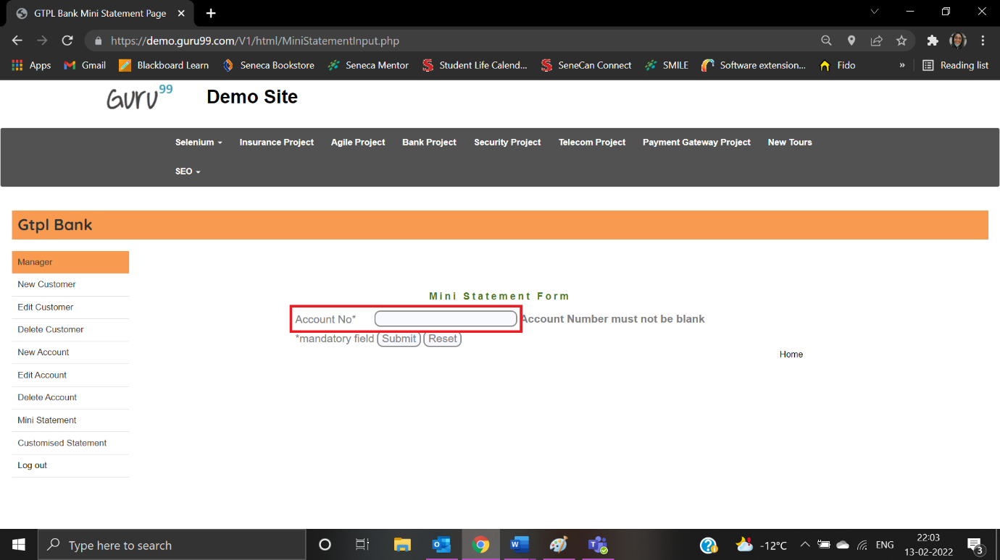 GTPL Bank Mini Statement Page
https://demo.guru99.com/V1/html/MiniStatementInput.php
Apps Gmail Blackboard Learn Seneca Bookstore Seneca Mentor Student Life Calend... SeneCan Connect SMILE Software extension... Fido » Reading list
Guru99 Demo Site
Selenium Insurance Project Agile Project Bank Project Security Project Telecom Project Payment Gateway Project New Tours
SEO
Gtpl Bank
Manager
New Customer
Edit Customer
Delete Customer
New Account
Edit Account
Delete Account
Mini Statement
Customised Statement
Log out
Mini Statement Form
Account No* Account Number must not be blank
*mandatory field Submit Reset
Home
Type here to search
-12°C ENG 22:03
13-02-2022 3